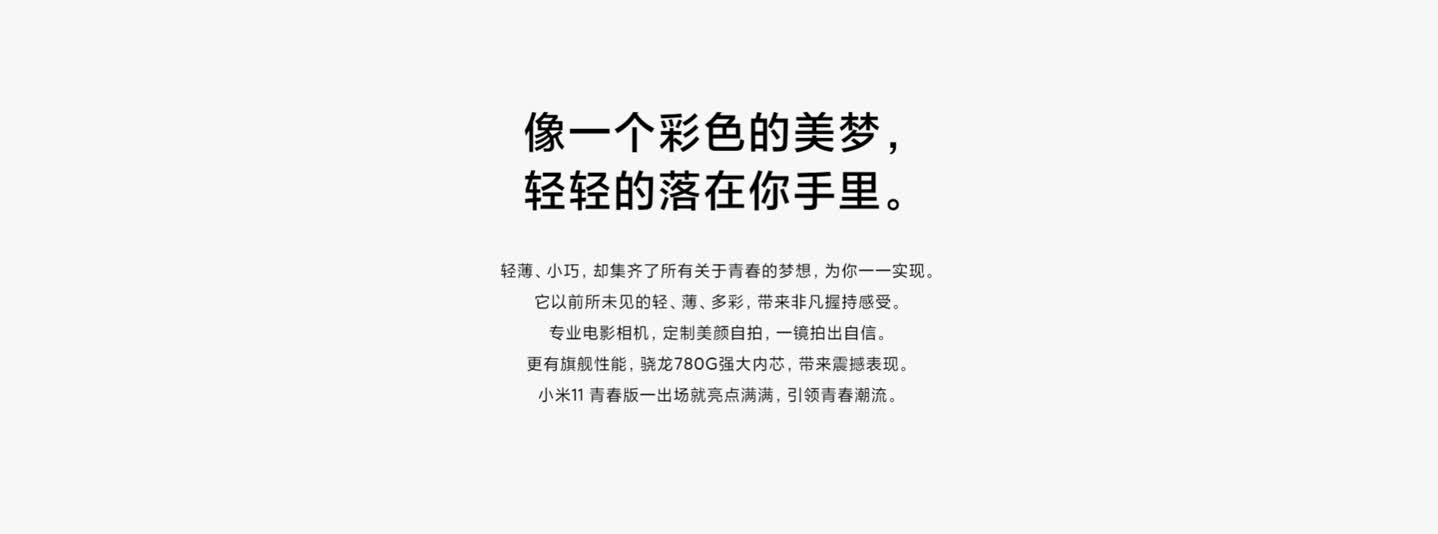 像一个彩色的美梦，
轻轻的落在你手里。
轻薄、小巧，却集齐了所有关于青春的梦想，为你一一实现。
它以前所未见的轻、薄、多彩，带来非凡握持感受。
专业电影相机，定制美颜自拍，一镜拍出自信。
更有旗舰性能，骁龙780G强大内芯，带来震撼表现。
小米11 青春版一出场就亮点满满，引领青春潮流。